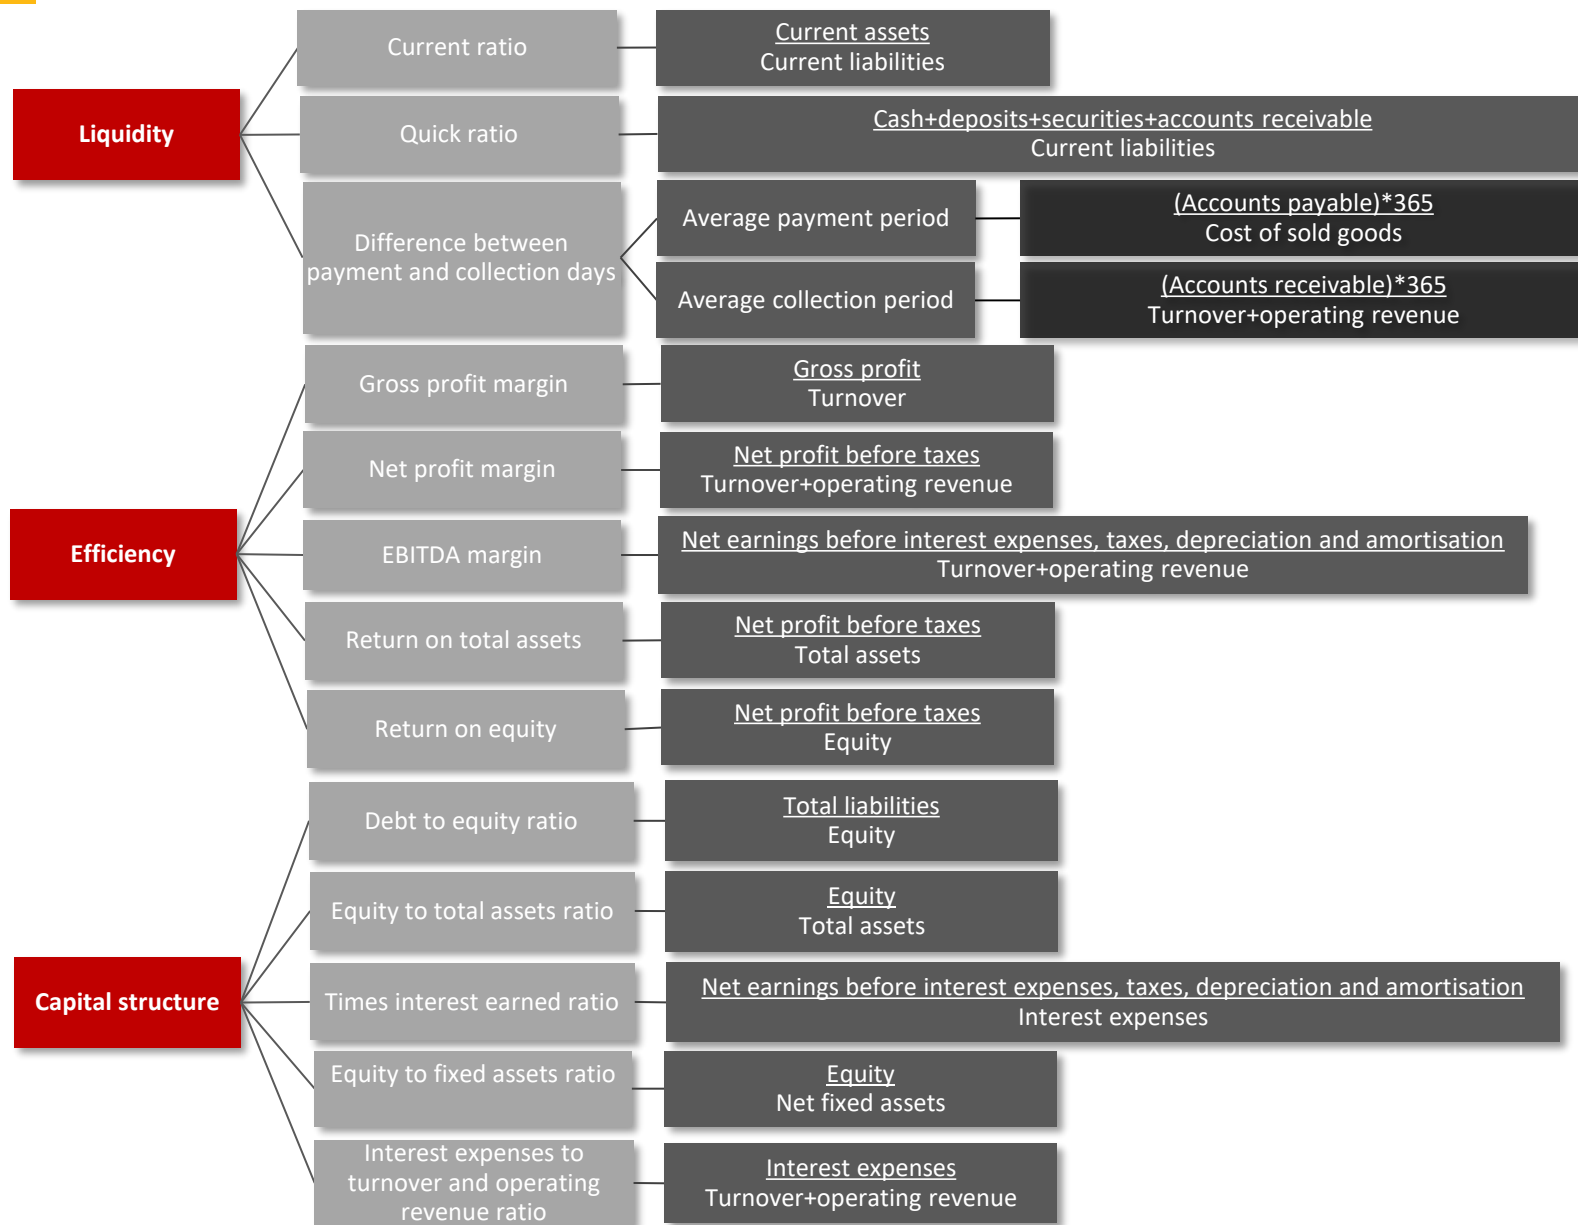 Liquidity
Current ratio
Current assets
Current liabilities
Quick ratio
Cash+deposits+securities+accounts receivable
Current liabilities
Difference between
payment and collection days
Average payment period
(Accounts payable)*365
Cost of sold goods
Average collection period
(Accounts receivable)*365
Turnover+operating revenue
Efficiency
Gross profit margin
Gross profit
Turnover
Net profit margin
Net profit before taxes
Turnover+operating revenue
EBITDA margin
Net earnings before interest expenses, taxes, depreciation and amortisation
Turnover+operating revenue
Return on total assets
Net profit before taxes
Total assets
Return on equity
Net profit before taxes
Equity
Capital structure
Debt to equity ratio
Total liabilities
Equity
Equity to total assets ratio
Equity
Total assets
Times interest earned ratio
Net earnings before interest expenses, taxes, depreciation and amortisation
Interest expenses
Equity to fixed assets ratio
Equity
Net fixed assets
Interest expenses to
turnover and operating
revenue ratio
Interest expenses
Turnover+operating revenue